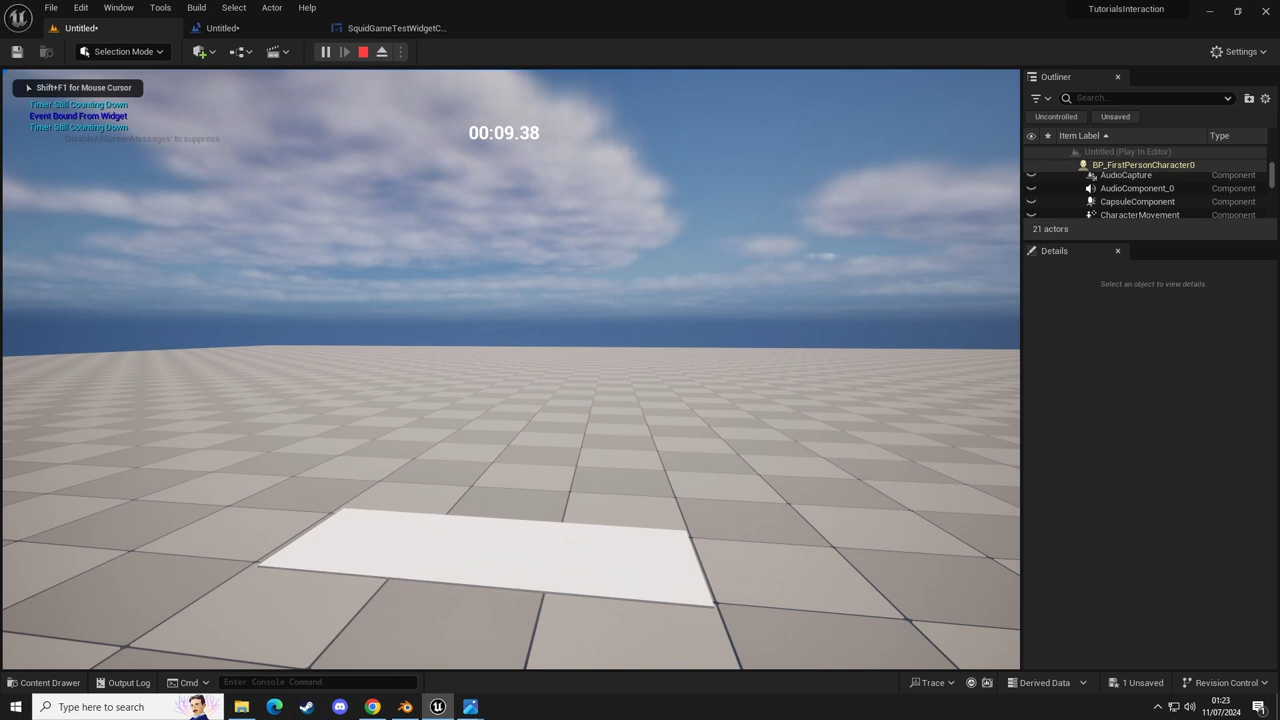 File Edit Window Tools Build Select Actor Help
TutorialsInteraction
Untitled*
Untitled*
SquidGameTestWidgetC...
Selection Mode
Settings
Shift+F1 for Mouse Cursor
Timer Still Counting Down
Event Bound From Widget
Timer Still Counting Down
'DisableAllScreenMessages' to suppress
00:09.38
Outliner
Search...
Uncontrolled Unsaved
Item Label Type
Untitled (Play In Editor)
BP_FirstPersonCharacter0
AudioCapture Component
AudioComponent_0 Component
CapsuleComponent Component
CharacterMovement Component
21 actors
Details
Select an object to view details.
Content Drawer Output Log Cmd Enter Console Command
Trace Derived Data 1 Unsaved Revision Control
Type here to search
01:23
11/07/2024